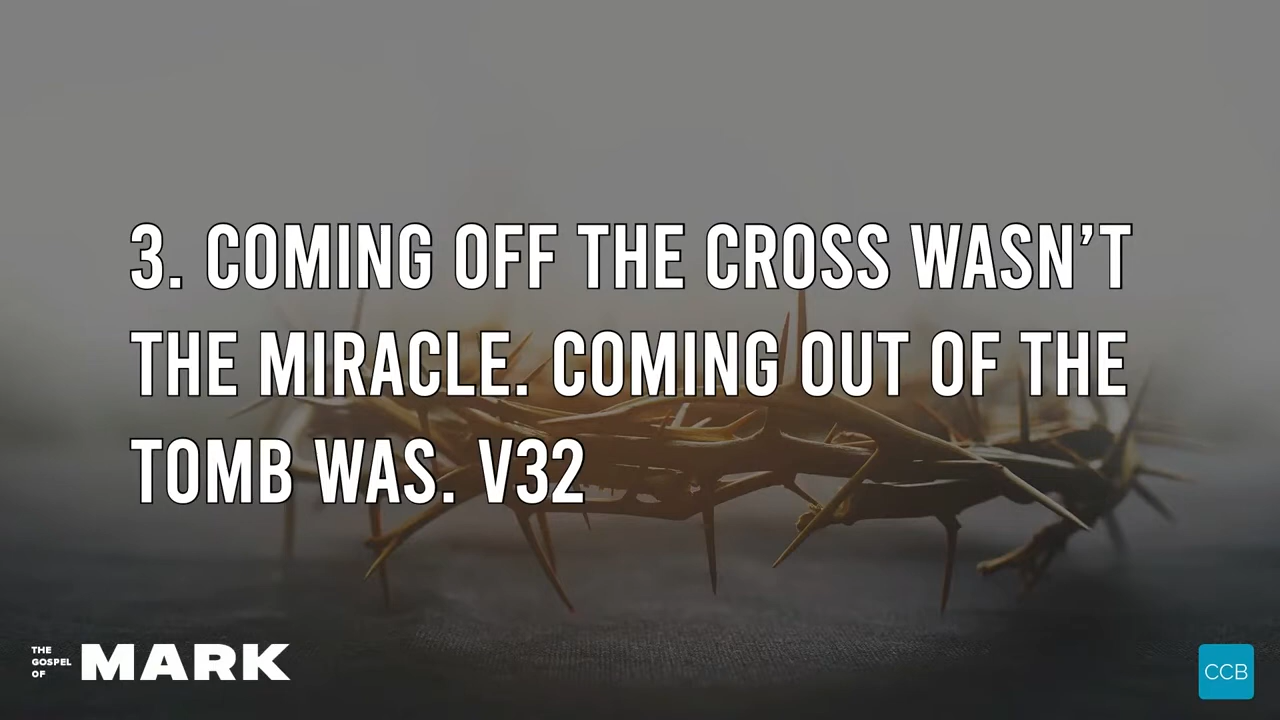 3. COMING OFF THE CROSS WASN’T
THE MIRACLE. COMING OUT OF THE
TOMB WAS. V32
THE
GOSPEL
OF
MARK
CCB